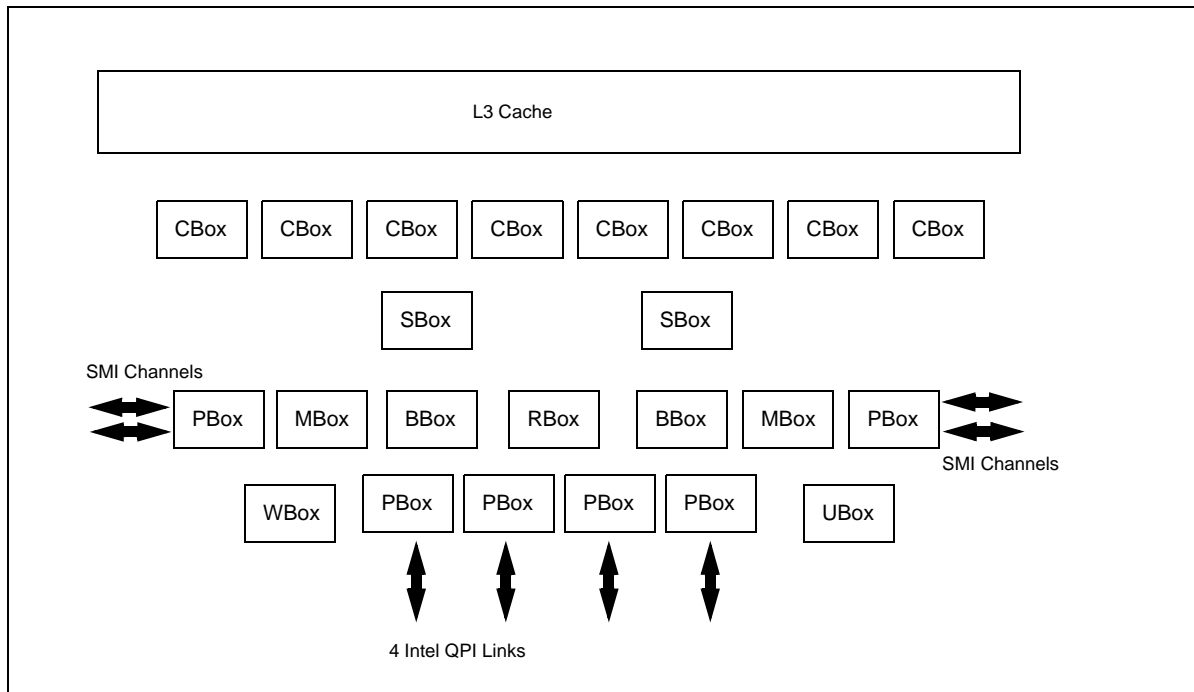 L3 Cache
CBox CBox CBox CBox CBox CBox CBox CBox
SBox SBox
SMI Channels
PBox MBox BBox RBox BBox MBox PBox
SMI Channels
WBox PBox PBox PBox PBox UBox
4 Intel QPI Links